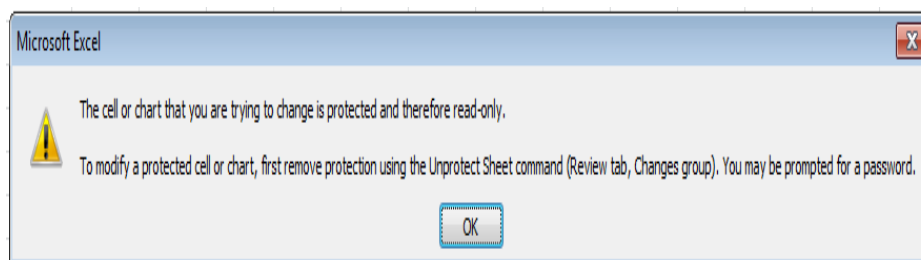 Microsoft Excel
The cell or chart that you are trying to change is protected and therefore read-only.
To modify a protected cell or chart, first remove protection using the Unprotect Sheet command (Review tab, Changes group). You may be prompted for a password.
OK